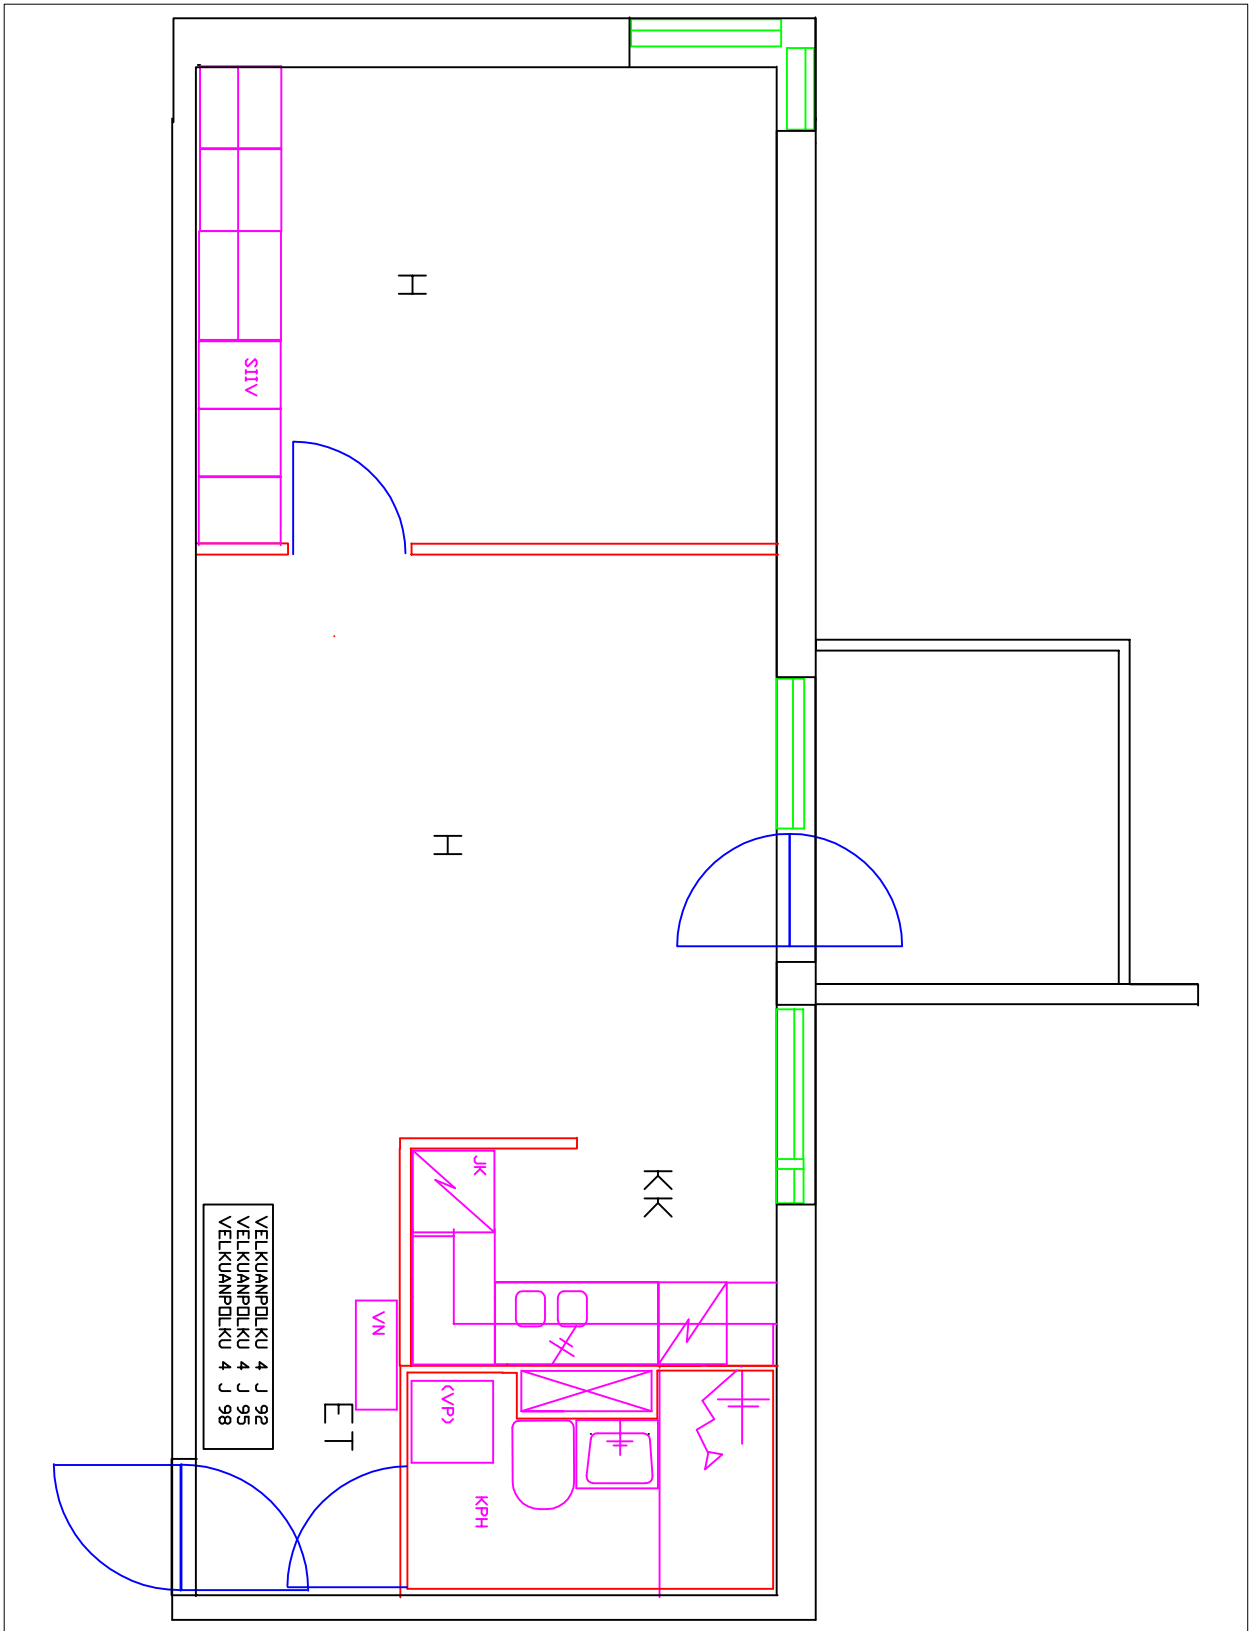 H
SIIV
H
JK
KK
VN
(VP)
ET
KPH
VELKUANPOLKU 4 J 92
VELKUANPOLKU 4 J 95
VELKUANPOLKU 4 J 98